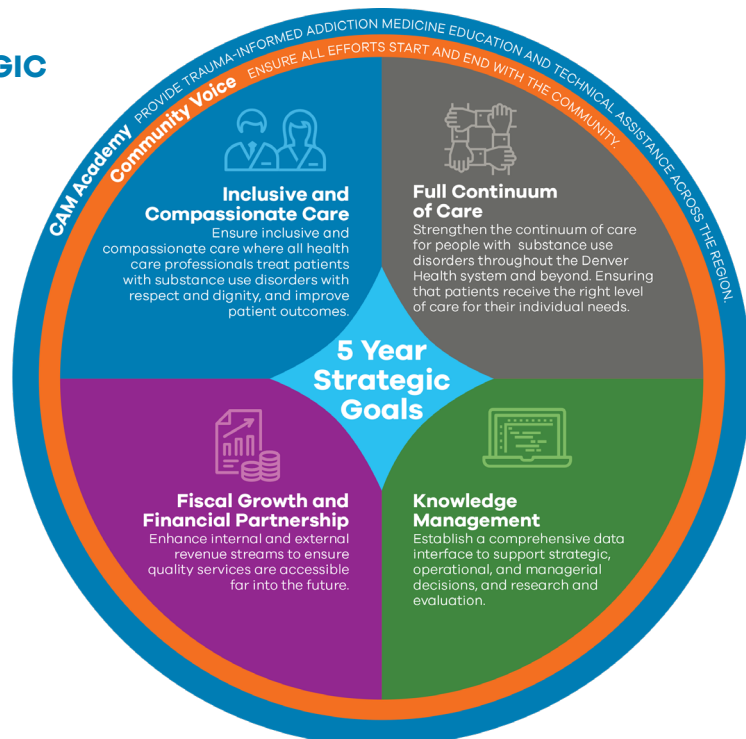 GIC
CAM Academy PROVIDE TRAUMA-INFORMED ADDICTION MEDICINE EDUCATION AND TECHNICAL ASSISTANCE ACROSS THE REGION.
Community Voice ENSURE ALL EFFORTS START AND END WITH THE COMMUNITY.
Inclusive and
Compassionate Care
Ensure inclusive and
compassionate care where all health
care professionals treat patients
with substance use disorders with
respect and dignity, and improve
patient outcomes.
Full Continuum
of Care
Strengthen the continuum of care
for people with substance use
disorders throughout the Denver
Health system and beyond. Ensuring
that patients receive the right level
of care for their individual needs.
5 Year
Strategic
Goals
Fiscal Growth and
Financial Partnership
Enhance internal and external
revenue streams to ensure
quality services are accessible
far into the future.
Knowledge
Management
Establish a comprehensive data
interface to support strategic,
operational, and managerial
decisions, and research and
evaluation.